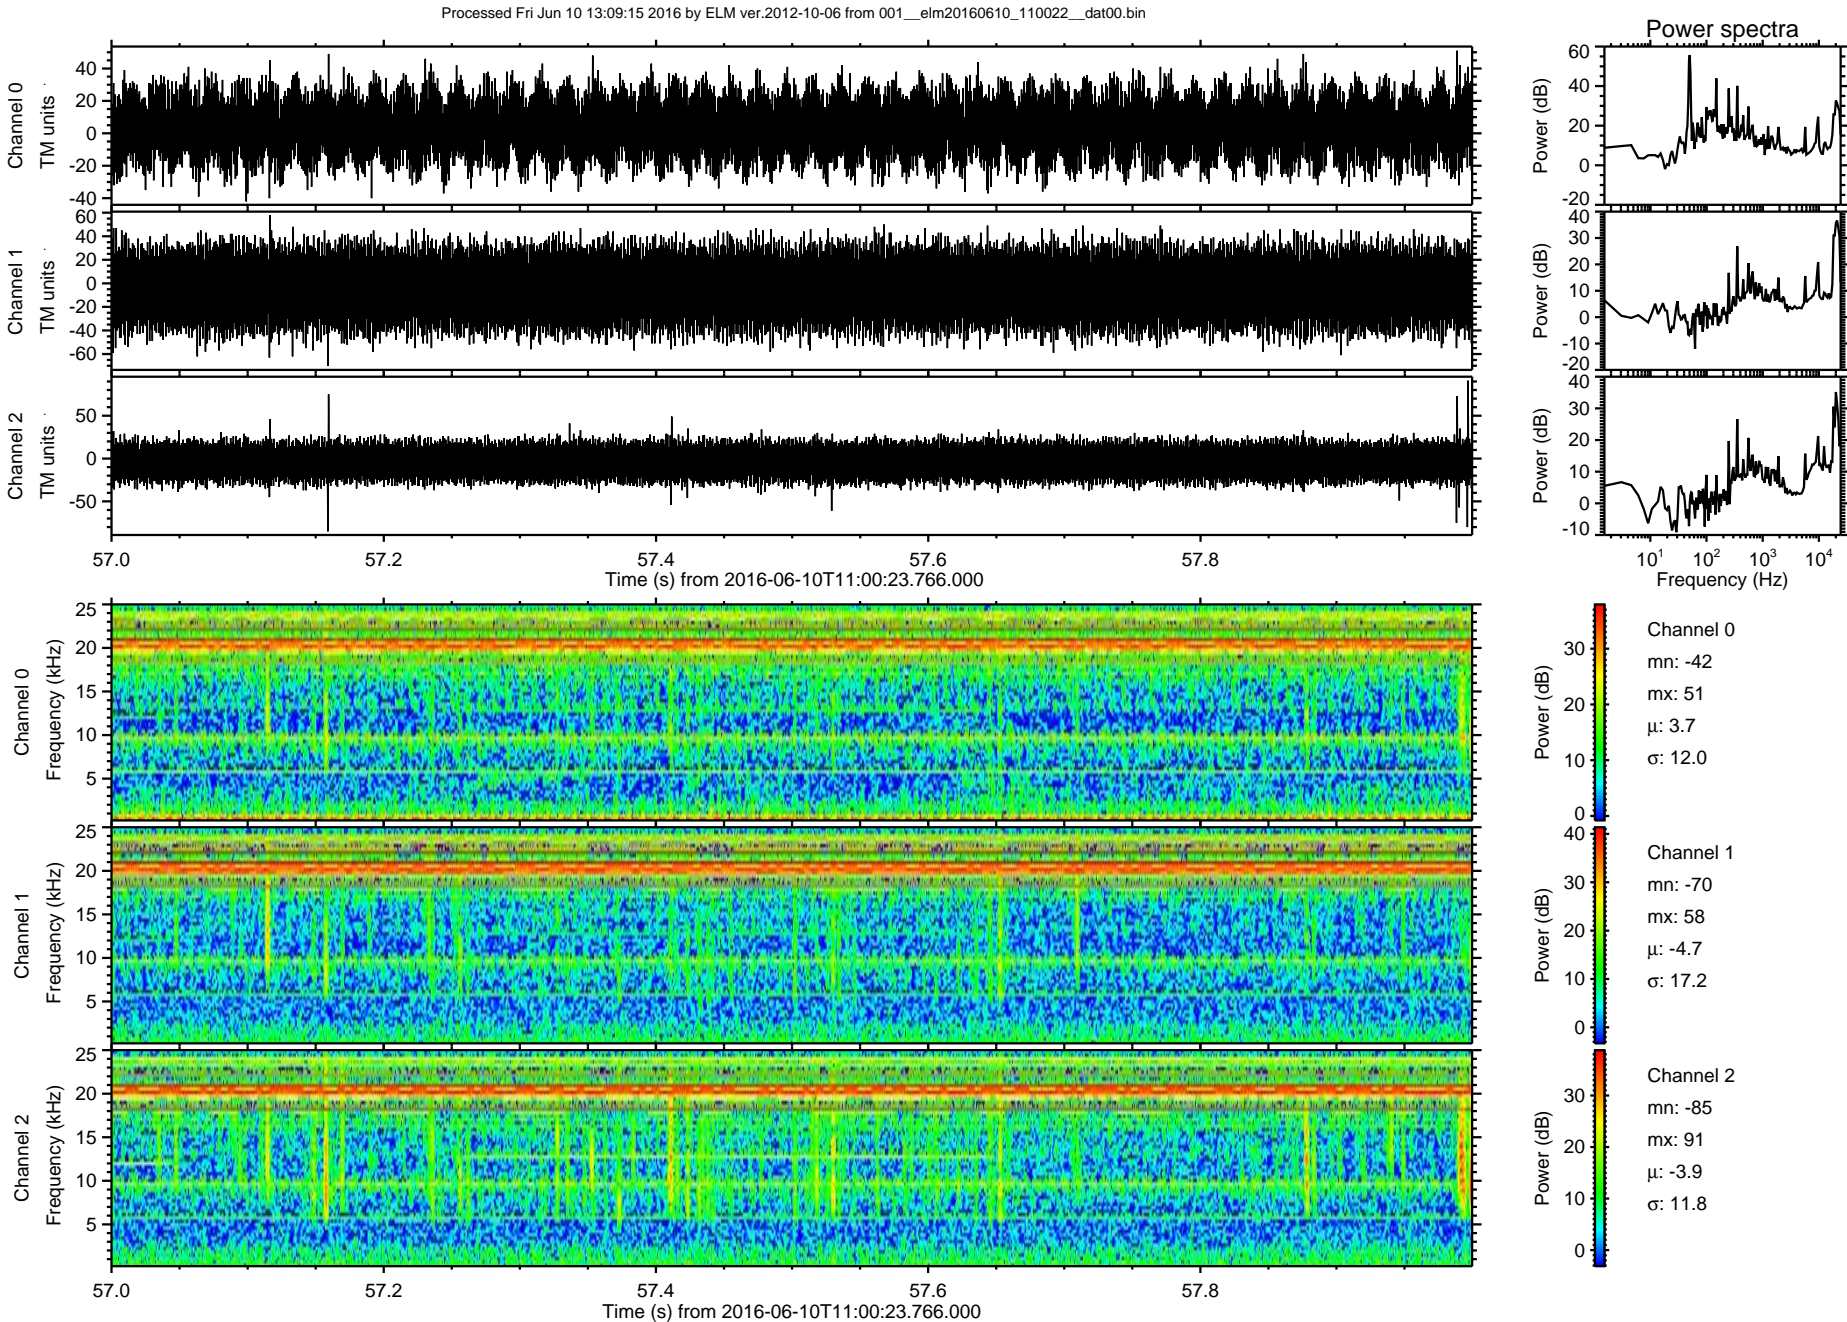 Processed Fri Jun 10 13:09:15 2016 by ELM ver.2012-10-06 from 001__elm20160610_110022__dat00.bin
Power spectra
Channel 0
TM units
40
20
0
-20
-40
Power (dB)
60
40
20
0
-20
Channel 1
TM units
60
40
20
0
-20
-40
-60
Power (dB)
40
30
20
10
0
-10
-20
Channel 2
TM units
50
0
-50
Power (dB)
40
30
20
10
0
-10
57.0 57.2 57.4 57.6 57.8
Time (s) from 2016-06-10T11:00:23.766.000
10^1 10^2 10^3 10^4
Frequency (Hz)
Channel 0
Frequency (kHz)
25
20
15
10
5
Power (dB)
30
20
10
0
Channel 0
mn: -42
mx: 51
μ: 3.7
σ: 12.0
Channel 1
Frequency (kHz)
25
20
15
10
5
Power (dB)
40
30
20
10
0
Channel 1
mn: -70
mx: 58
μ: -4.7
σ: 17.2
Channel 2
Frequency (kHz)
25
20
15
10
5
Power (dB)
30
20
10
0
Channel 2
mn: -85
mx: 91
μ: -3.9
σ: 11.8
57.0 57.2 57.4 57.6 57.8
Time (s) from 2016-06-10T11:00:23.766.000